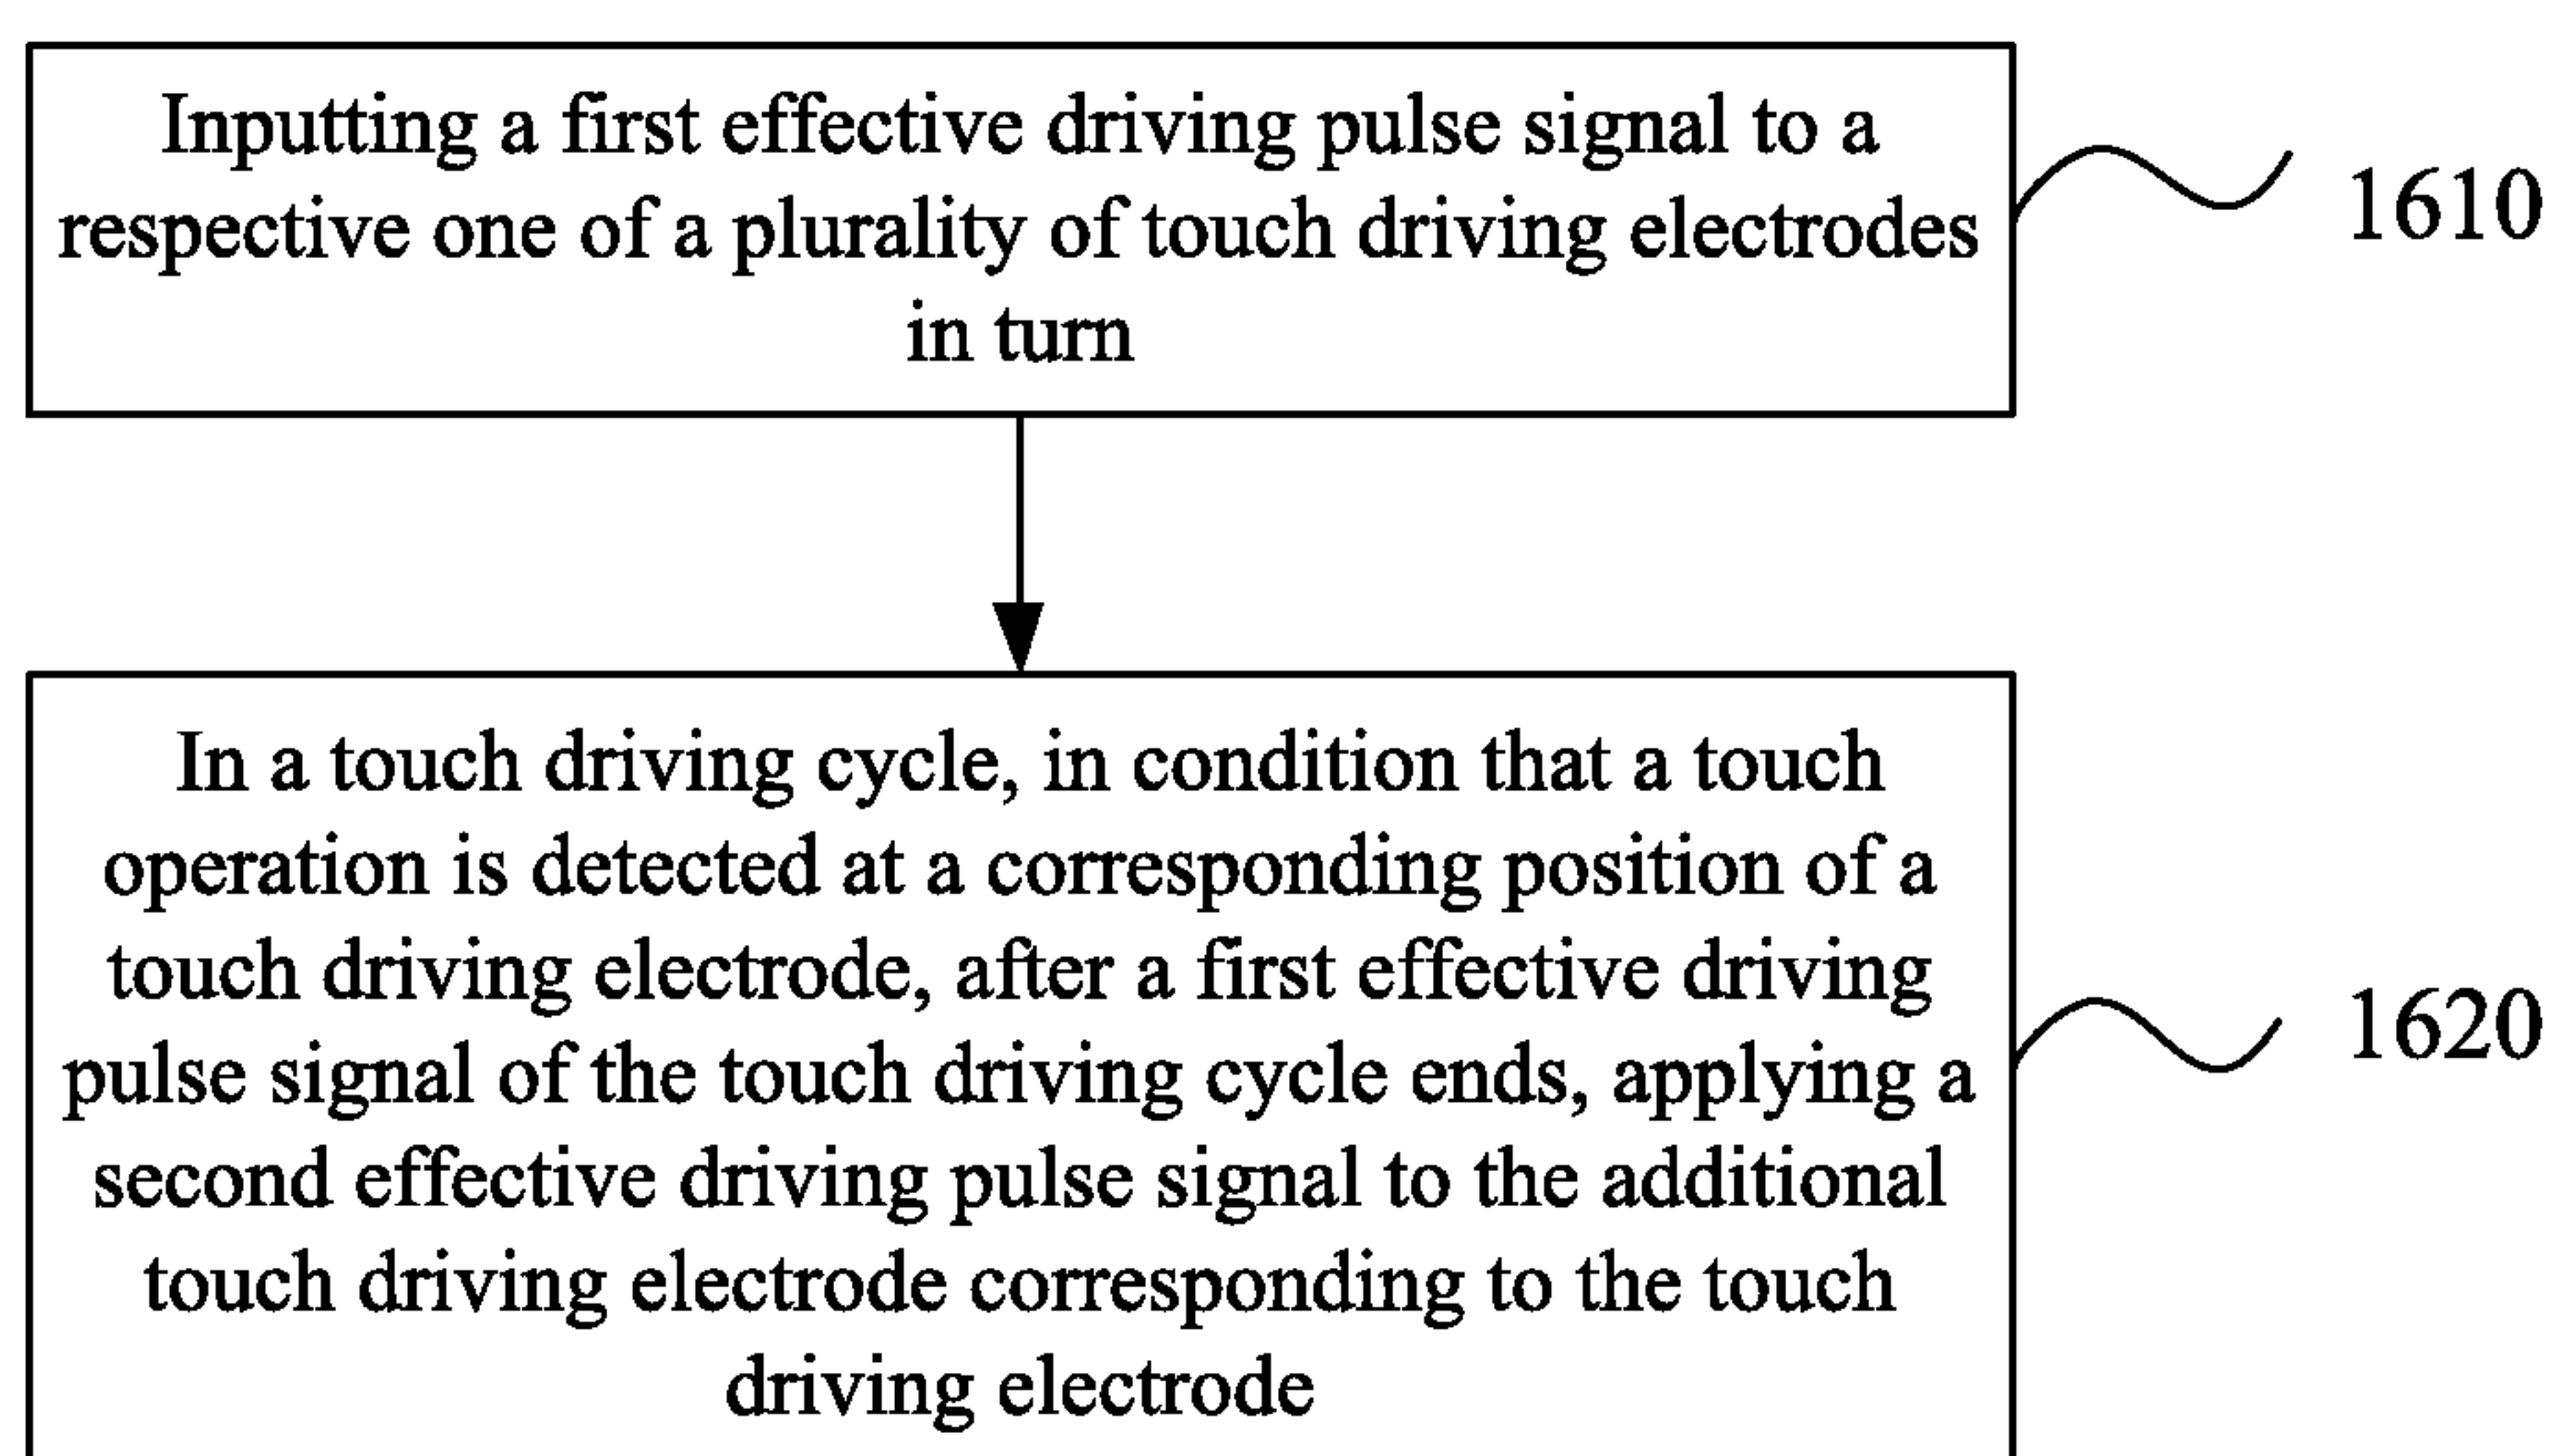 Inputting a first effective driving pulse signal to a
respective one of a plurality of touch driving electrodes
in turn
1610
In a touch driving cycle, in condition that a touch
operation is detected at a corresponding position of a
touch driving electrode, after a first effective driving
pulse signal of the touch driving cycle ends, applying a
second effective driving pulse signal to the additional
touch driving electrode corresponding to the touch
driving electrode
1620